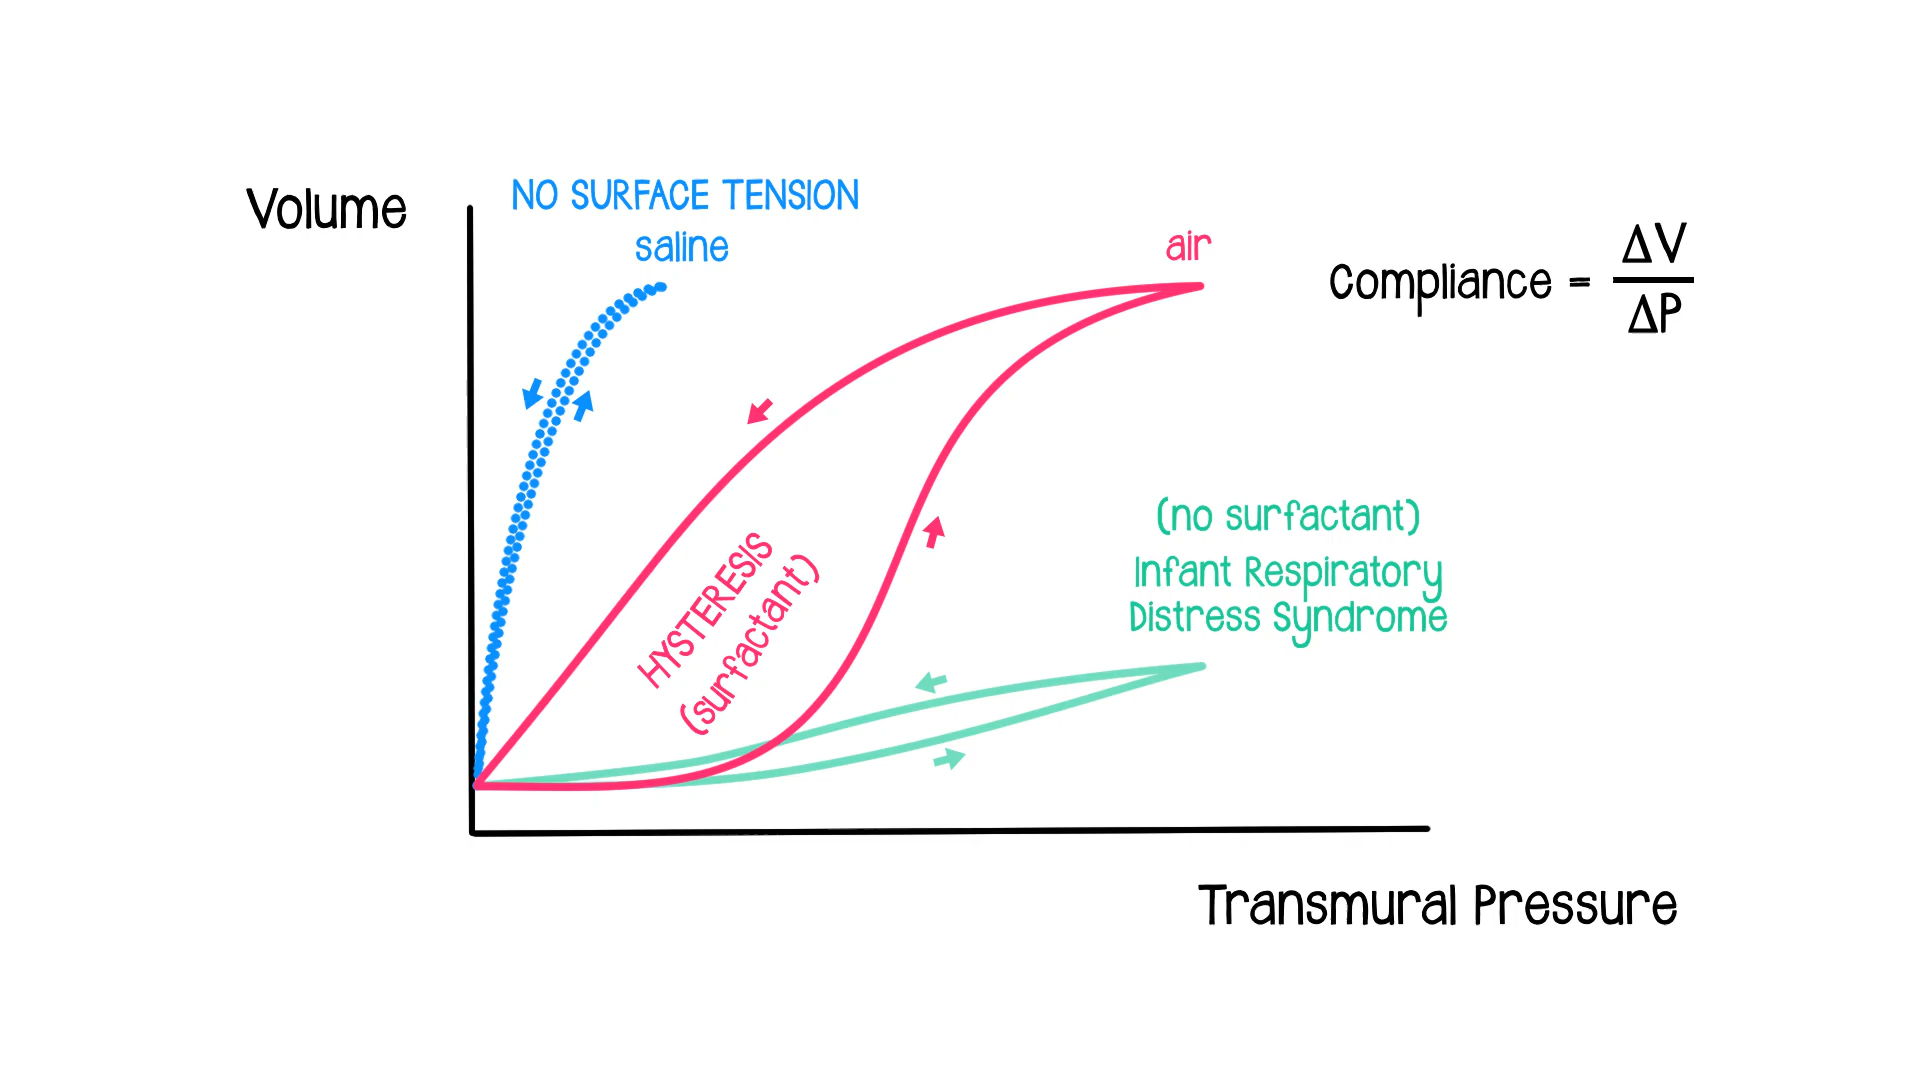 Volume
NO SURFACE TENSION
saline
air
Compliance = ΔV
ΔP
HYSTERESIS
(surfactant)
(no surfactant)
Infant Respiratory
Distress Syndrome
Transmural Pressure